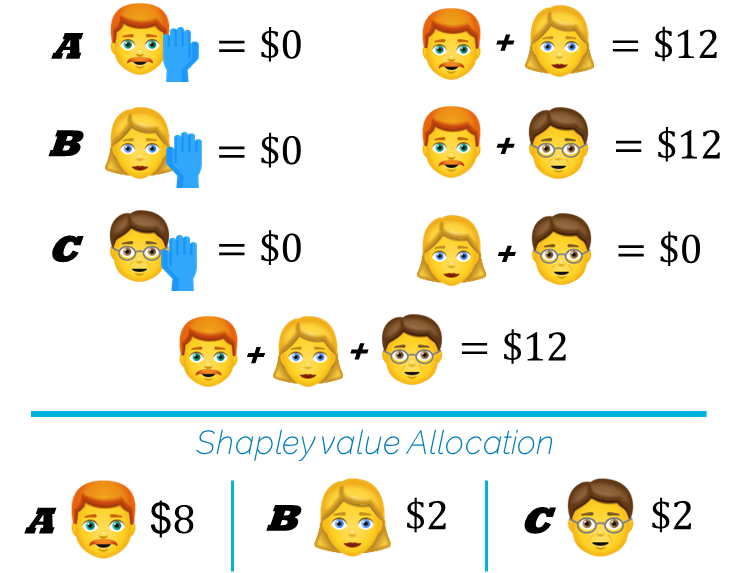 A = $0
+ = $12
B = $0
+ = $12
C = $0
+ = $0
+ + = $12
Shapley value Allocation
A $8
B $2
C $2